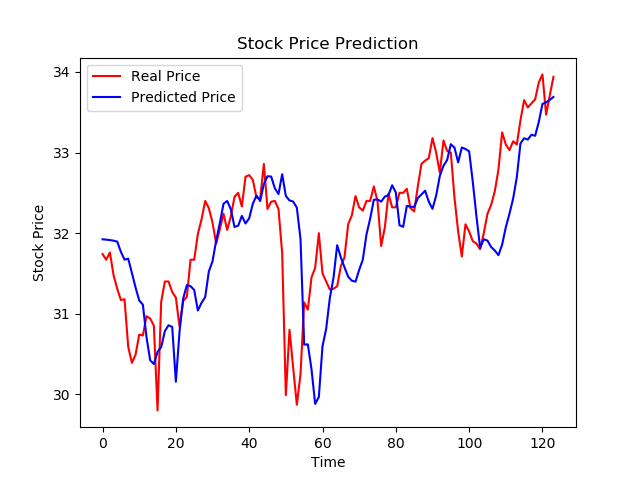 Stock Price Prediction
Real Price
Predicted Price
34
33
32
31
30
Stock Price
0 20 40 60 80 100 120
Time